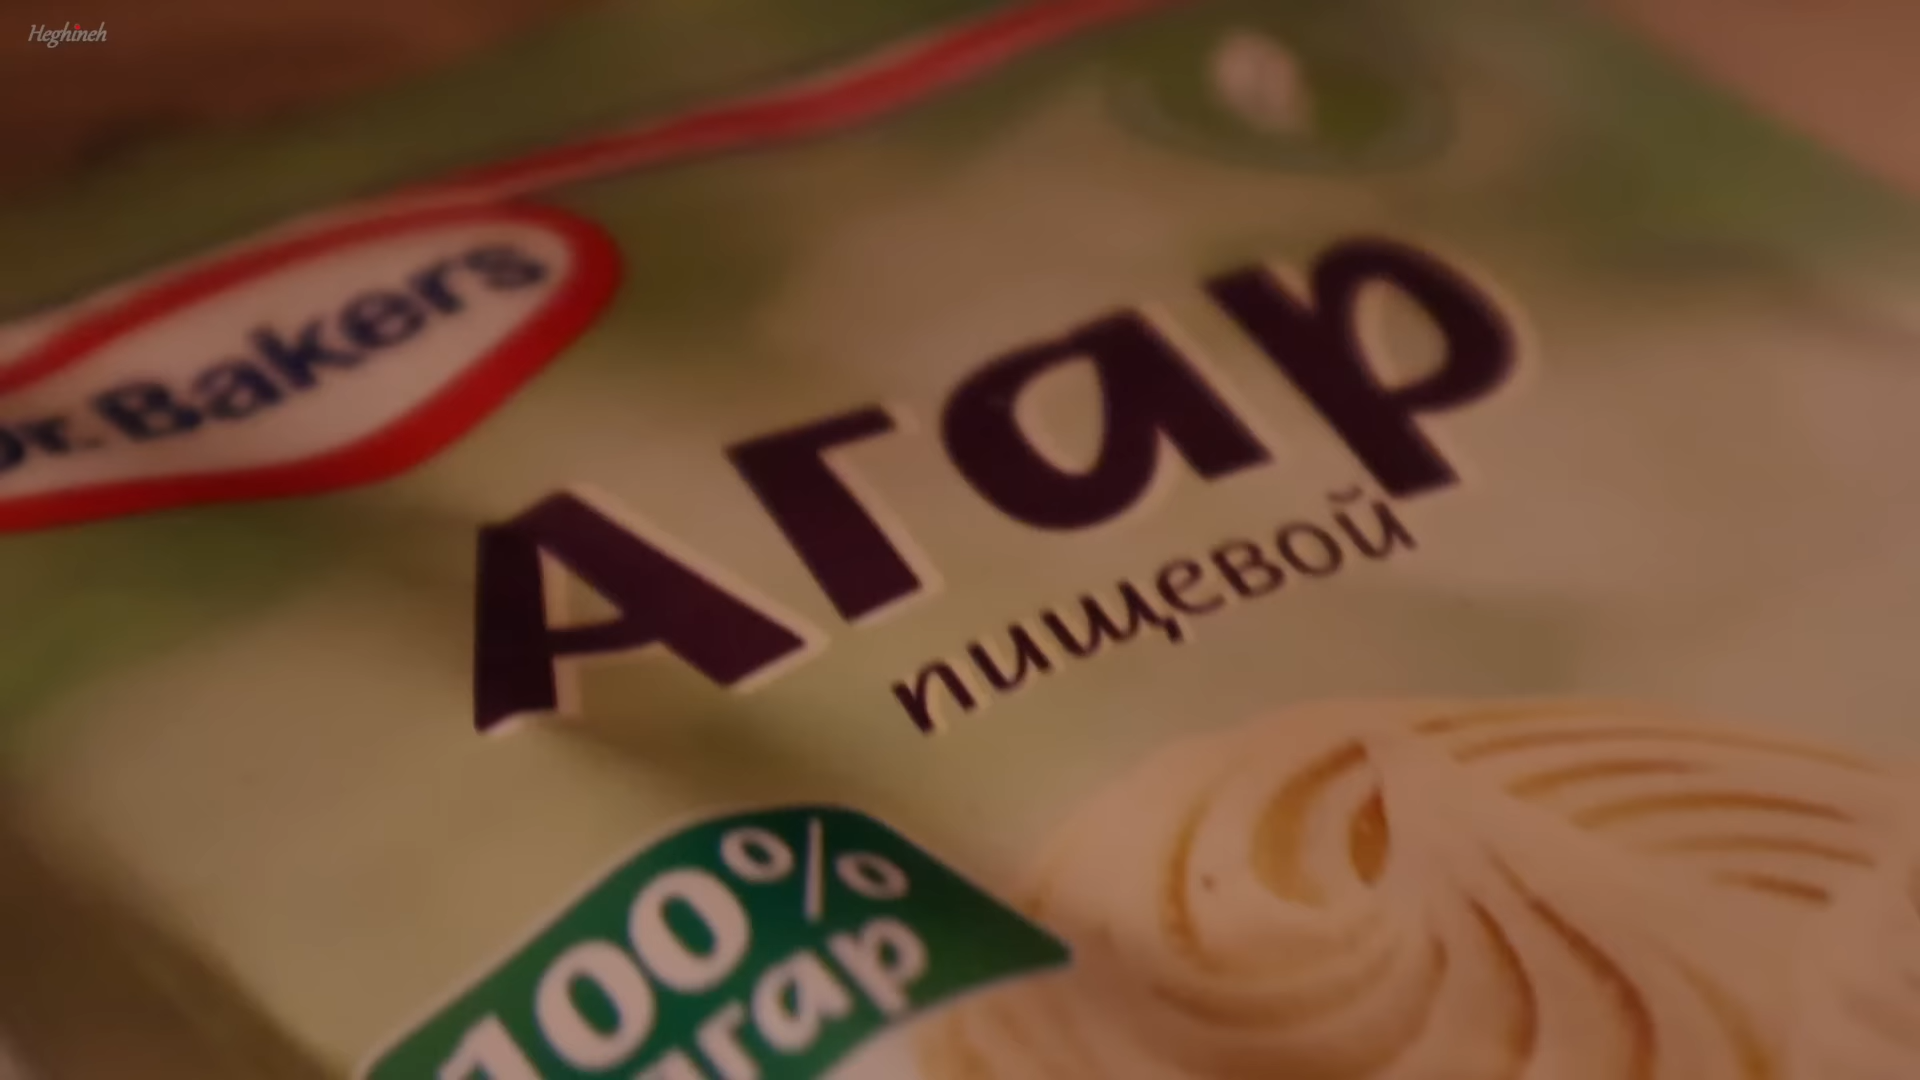 Heghineh
Dr. Bakers
Агар
пищевой
100%
агар